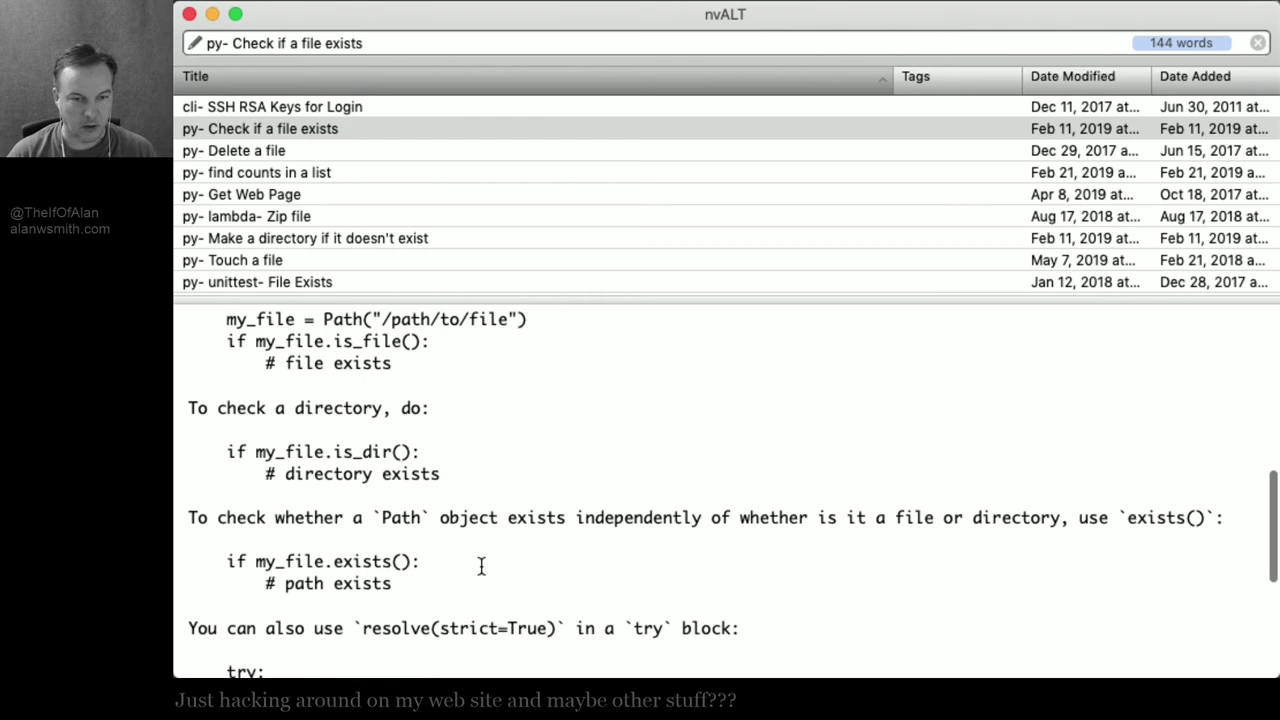 nvALT
py- Check if a file exists
144 words
Title Tags Date Modified Date Added
cli- SSH RSA Keys for Login Dec 11, 2017 at... Jun 30, 2011 at...
py- Check if a file exists Feb 11, 2019 at... Feb 11, 2019 at...
py- Delete a file Dec 29, 2017 a... Jun 15, 2017 at...
py- find counts in a list Feb 21, 2019 a... Feb 21, 2019 a...
py- Get Web Page Apr 8, 2019 at... Oct 18, 2017 at...
py- lambda- Zip file Aug 17, 2018 at... Aug 17, 2018 at...
py- Make a directory if it doesn't exist Feb 11, 2019 at... Feb 11, 2019 at...
py- Touch a file May 7, 2019 at... Feb 21, 2018 a...
py- unittest- File Exists Jan 12, 2018 at... Dec 28, 2017 a...
@TheIfOfAlan
alanwsmith.com
my_file = Path("/path/to/file")
if my_file.is_file():
# file exists
To check a directory, do:
if my_file.is_dir():
# directory exists
To check whether a `Path` object exists independently of whether is it a file or directory, use `exists()`:
if my_file.exists():
# path exists
You can also use `resolve(strict=True)` in a `try` block:
try:
Just hacking around on my web site and maybe other stuff???